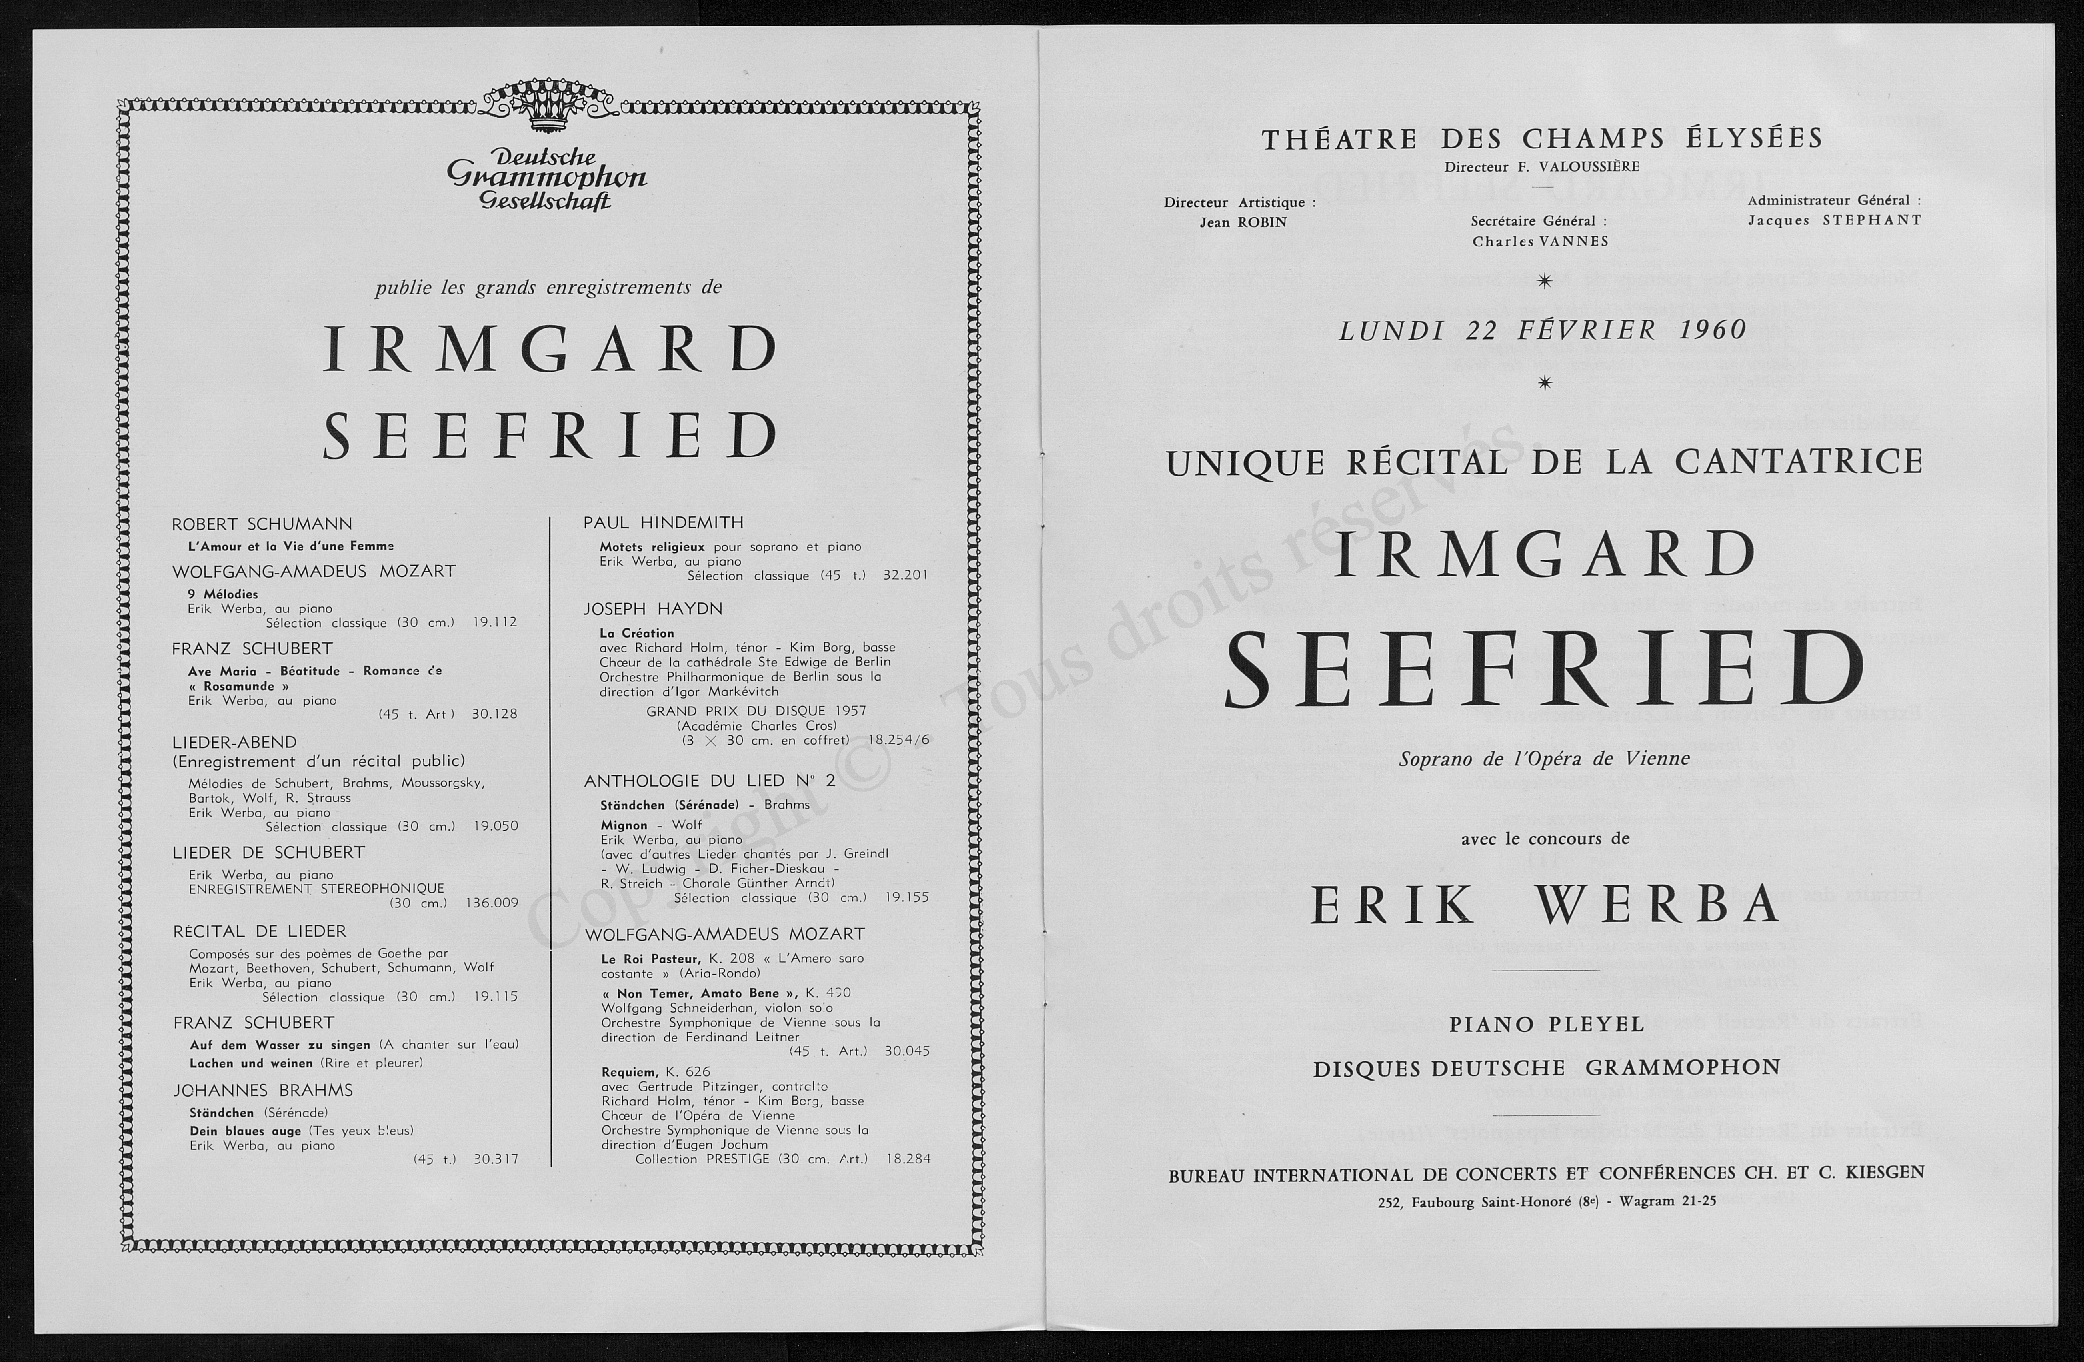 Deutsche
Grammophon
Gesellschaft
publie les grands enregistrements de
IRMGARD
SEEFRIED
ROBERT SCHUMANN
L'Amour et la Vie d'une Femme
WOLFGANG-AMADEUS MOZART
9 Mélodies
Erik Werba, au piano
Sélection classique (30 cm.) 19.112
FRANZ SCHUBERT
Ave Maria - Béatitude - Romance de
« Rosamunde »
Erik Werba, au piano
(45 t. Art) 30.128
LIEDER-ABEND
(Enregistrement d'un récital public)
Mélodies de Schubert, Brahms, Moussorgsky,
Bartok, Wolf, R. Strauss
Erik Werba, au piano
Sélection classique (30 cm.) 19.050
LIEDER DE SCHUBERT
Erik Werba, au piano
ENREGISTREMENT STEREOPHONIQUE
(30 cm.) 136.009
RÉCITAL DE LIEDER
Composés sur des poèmes de Goethe par
Mozart, Beethoven, Schubert, Schumann, Wolf
Erik Werba, au piano
Sélection classique (30 cm.) 19.115
FRANZ SCHUBERT
Auf dem Wasser zu singen (A chanter sur l'eau)
Lachen und weinen (Rire et pleurer)
JOHANNES BRAHMS
Ständchen (Sérénade)
Dein blaues auge (Tes yeux bleus)
Erik Werba, au piano
(45 t.) 30.317
PAUL HINDEMITH
Motets religieux pour soprano et piano
Erik Werba, au piano
Sélection classique (45 t.) 32.201
JOSEPH HAYDN
La Création
avec Richard Holm, ténor - Kim Borg, basse
Chœur de la cathédrale Ste Edwige de Berlin
Orchestre Philharmonique de Berlin sous la
direction d'Igor Markévitch
GRAND PRIX DU DISQUE 1957
(Académie Charles Cros)
(3 X 30 cm. en coffret) 18.254/6
ANTHOLOGIE DU LIED N° 2
Ständchen (Sérénade) - Brahms
Mignon - Wolf
Erik Werba, au piano
(avec d'autres Lieder chantés par J. Greindl
- W. Ludwig - D. Ficher-Dieskau -
R. Streich - Chorale Günther Arndt)
Sélection classique (30 cm.) 19.155
WOLFGANG-AMADEUS MOZART
Le Roi Pasteur, K. 208 « L'Amero saro
costante » (Aria-Rondo)
« Non Temer, Amato Bene », K. 490
Wolfgang Schneiderhan, violon solo
Orchestre Symphonique de Vienne sous la
direction de Ferdinand Leitner
(45 t. Art.) 30.045
Requiem, K. 626
avec Gertrude Pitzinger, contralto
Richard Holm, ténor - Kim Borg, basse
Chœur de l'Opéra de Vienne
Orchestre Symphonique de Vienne sous la
direction d'Eugen Jochum
Collection PRESTIGE (30 cm. Art.) 18.284
THÉATRE DES CHAMPS ÉLYSÉES
Directeur F. VALOUSSIÈRE
Directeur Artistique :
Jean ROBIN
Secrétaire Général :
Charles VANNES
Administrateur Général :
Jacques STEPHANT
LUNDI 22 FÉVRIER 1960
UNIQUE RÉCITAL DE LA CANTATRICE
IRMGARD
SEEFRIED
Soprano de l'Opéra de Vienne
avec le concours de
ERIK WERBA
PIANO PLEYEL
DISQUES DEUTSCHE GRAMMOPHON
BUREAU INTERNATIONAL DE CONCERTS ET CONFÉRENCES CH. ET C. KIESGEN
252, Faubourg Saint-Honoré (8e) - Wagram 21-25
Copyright © - Tous droits réservés.